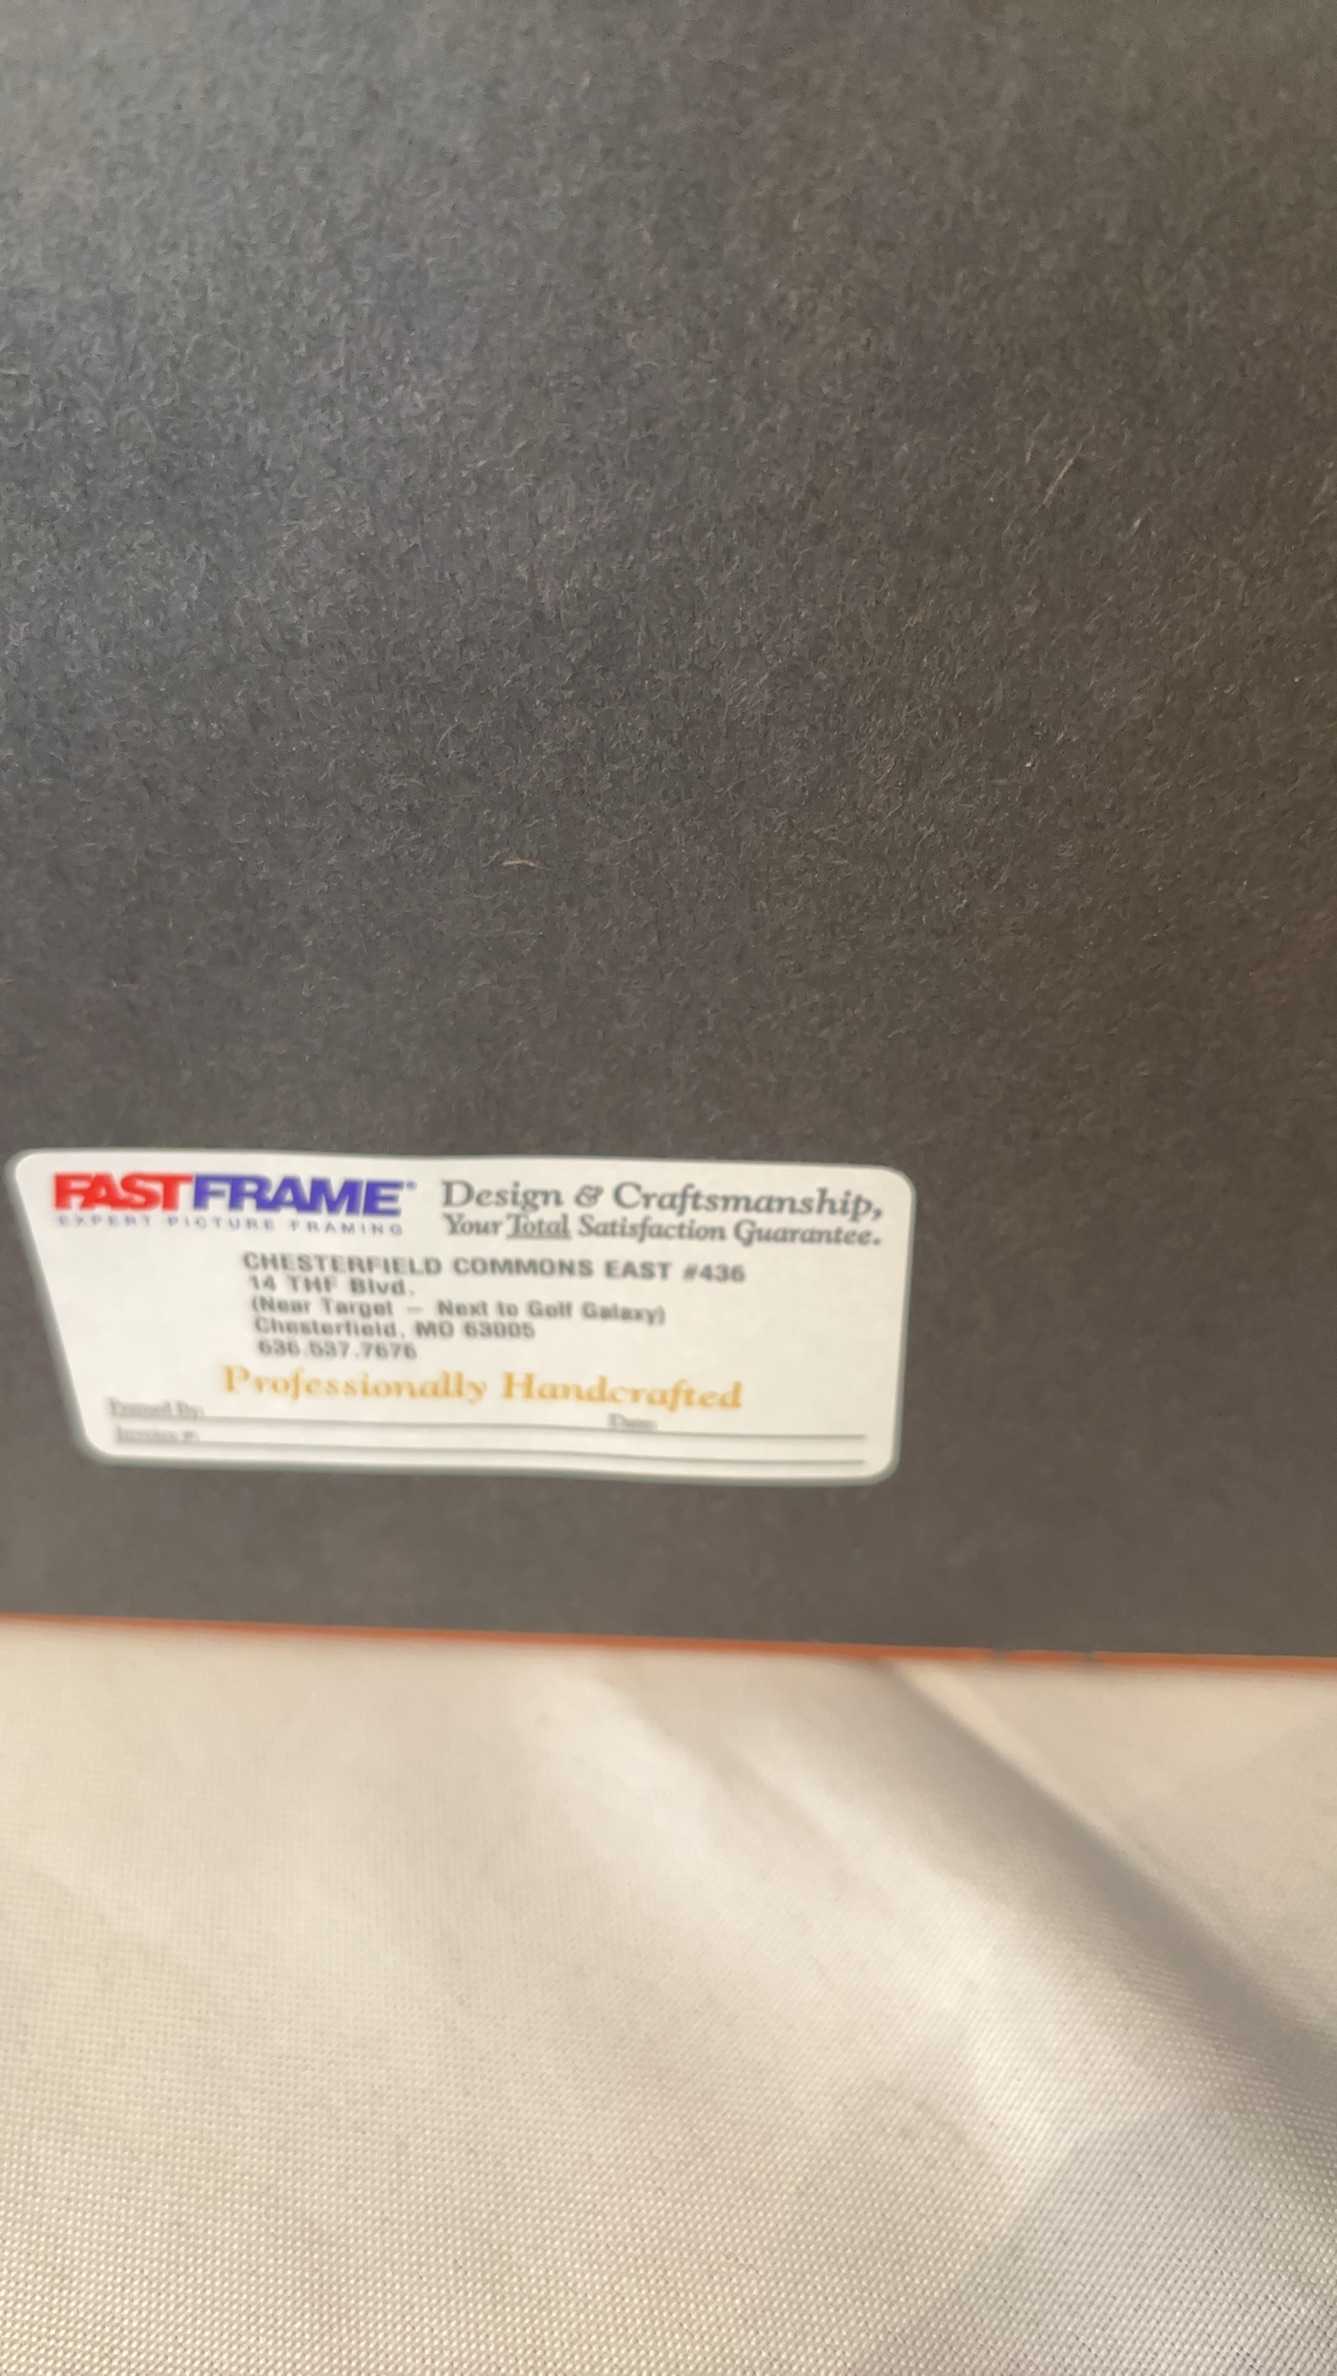 FASTFRAME®
EXPERT PICTURE FRAMING
Design & Craftsmanship,
Your Total Satisfaction Guarantee.
CHESTERFIELD COMMONS EAST #436
14 THF Blvd.
(Near Target – Next to Golf Galaxy)
Chesterfield, MO 63005
636.537.7676
Professionally Handcrafted
Framed By: Date:
Invoice #: